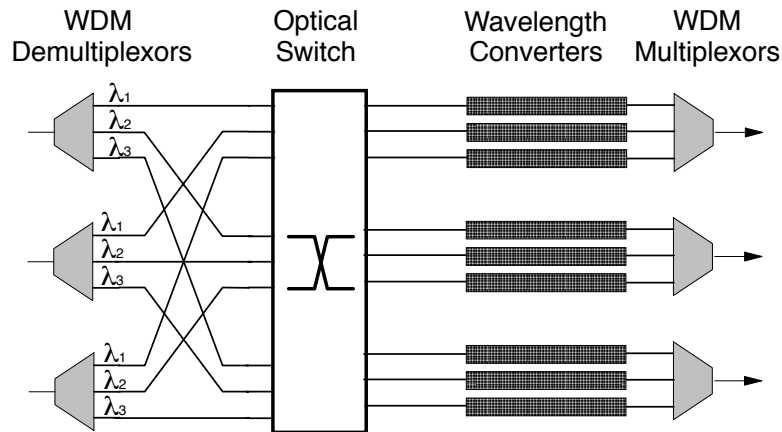 WDM
Demultiplexors
Optical
Switch
Wavelength
Converters
WDM
Multiplexors
λ1
λ2
λ3
λ1
λ2
λ3
λ1
λ2
λ3